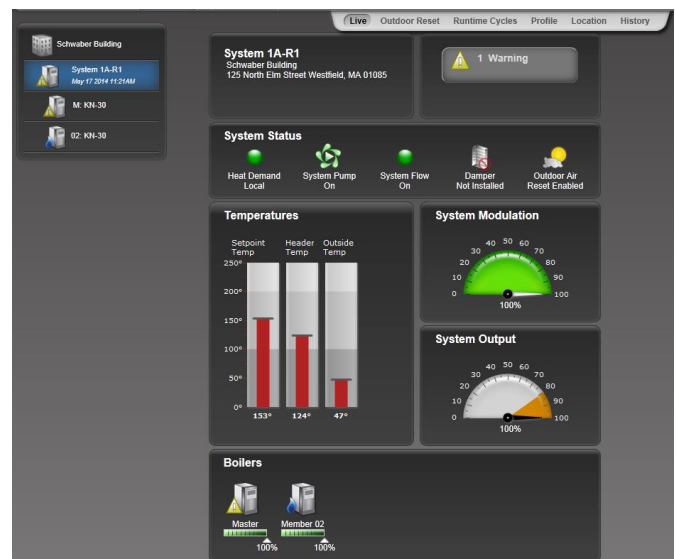 Live Outdoor Reset Runtime Cycles Profile Location History
Schwaber Building
System 1A-R1
May 17 2014 11:21AM
M: KN-30
02: KN-30
System 1A-R1
Schwaber Building
125 North Elm Street Westfield, MA 01085
1 Warning
System Status
Heat Demand
Local
System Pump
On
System Flow
On
Damper
Not Installed
Outdoor Air
Reset Enabled
Temperatures
Setpoint
Temp
Header
Temp
Outside
Temp
250°
200°
150°
100°
50°
0°
153° 124° 47°
System Modulation
0 10 20 30 40 50 60 70 80 90 100
100%
System Output
0 10 20 30 40 50 60 70 80 90 100
100%
Boilers
Master
100%
Member 02
100%